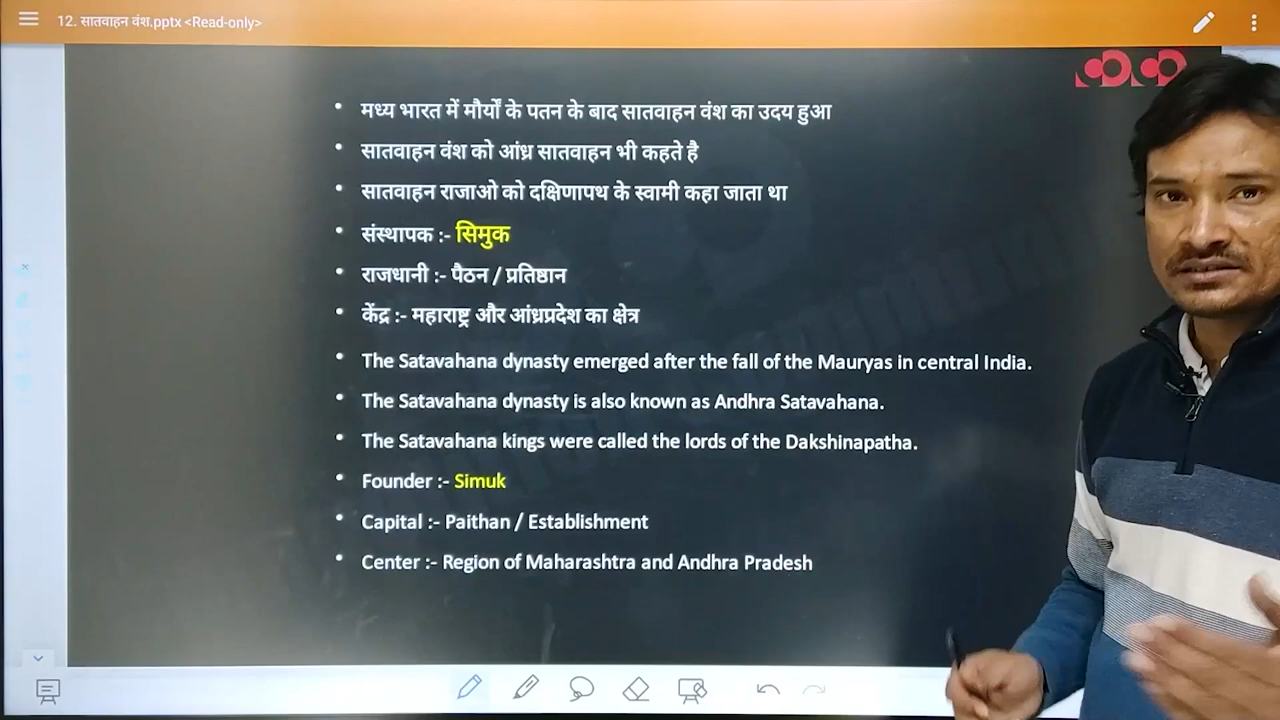 12. सातवाहन वंश.pptx <Read-only>
• मध्य भारत में मौर्यों के पतन के बाद सातवाहन वंश का उदय हुआ
• सातवाहन वंश को आंध्र सातवाहन भी कहते है
• सातवाहन राजाओ को दक्षिणापथ के स्वामी कहा जाता था
• संस्थापक :- सिमुक
• राजधानी :- पैठन / प्रतिष्ठान
• केंद्र :- महाराष्ट्र और आंध्रप्रदेश का क्षेत्र
• The Satavahana dynasty emerged after the fall of the Mauryas in central India.
• The Satavahana dynasty is also known as Andhra Satavahana.
• The Satavahana kings were called the lords of the Dakshinapatha.
• Founder :- Simuk
• Capital :- Paithan / Establishment
• Center :- Region of Maharashtra and Andhra Pradesh